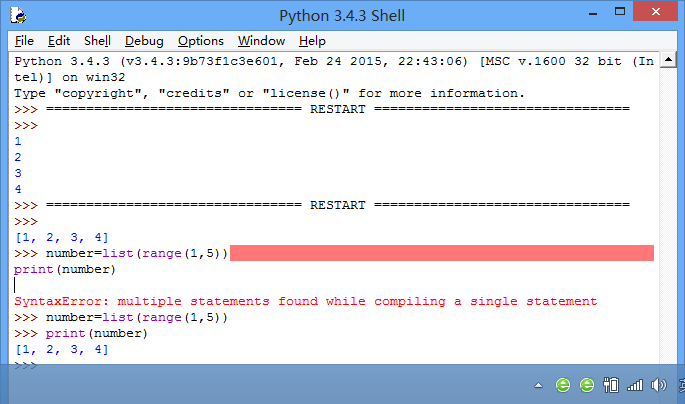 Python 3.4.3 Shell
File Edit Shell Debug Options Window Help
Python 3.4.3 (v3.4.3:9b73f1c3e601, Feb 24 2015, 22:43:06) [MSC v.1600 32 bit (In
tel)] on win32
Type "copyright", "credits" or "license()" for more information.
>>> ================================ RESTART ================================
>>>
1
2
3
4
>>> ================================ RESTART ================================
>>>
[1, 2, 3, 4]
>>> number=list(range(1,5))
print(number)
SyntaxError: multiple statements found while compiling a single statement
>>> number=list(range(1,5))
>>> print(number)
[1, 2, 3, 4]
>>>